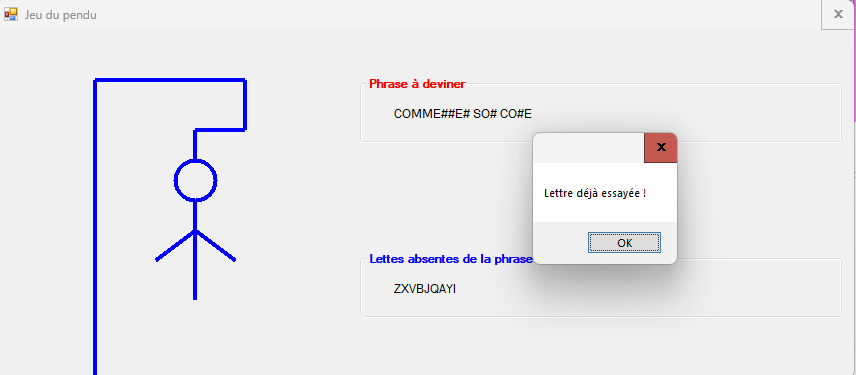 Jeu du pendu
Phrase à deviner
COMME##E# SO# CO#E
Lettre déjà essayée !
OK
Lettes absentes de la phrase
ZXVBJQAYI